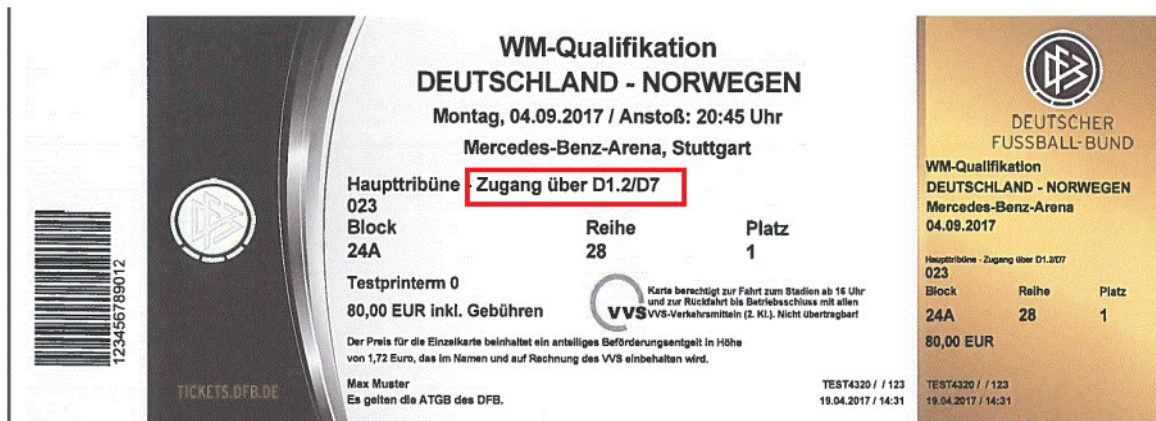 WM-Qualifikation
DEUTSCHLAND - NORWEGEN
Montag, 04.09.2017 / Anstoß: 20:45 Uhr
Mercedes-Benz-Arena, Stuttgart
Haupttribüne - Zugang über D1.2/D7
023
Block Reihe Platz
24A 28 1
Testprinterm 0
80,00 EUR inkl. Gebühren
VVS
Karte berechtigt zur Fahrt zum Stadion ab 15 Uhr
und zur Rückfahrt bis Betriebsschluss mit allen
VVS-Verkehrsmitteln (2. Kl.). Nicht übertragbar!
Der Preis für die Einzelkarte beinhaltet ein anteiliges Beförderungsentgelt in Höhe
von 1,72 Euro, das im Namen und auf Rechnung des VVS einbehalten wird.
Max Muster
Es gelten die ATGB des DFB.
TEST4320 / / 123
19.04.2017 / 14:31
123456789012
DFB
TICKETS.DFB.DE
DFB
DEUTSCHER
FUSSBALL-BUND
WM-Qualifikation
DEUTSCHLAND - NORWEGEN
Mercedes-Benz-Arena
04.09.2017
Haupttribüne - Zugang über D1.2/D7
023
Block Reihe Platz
24A 28 1
80,00 EUR
TEST4320 / / 123
19.04.2017 / 14:31